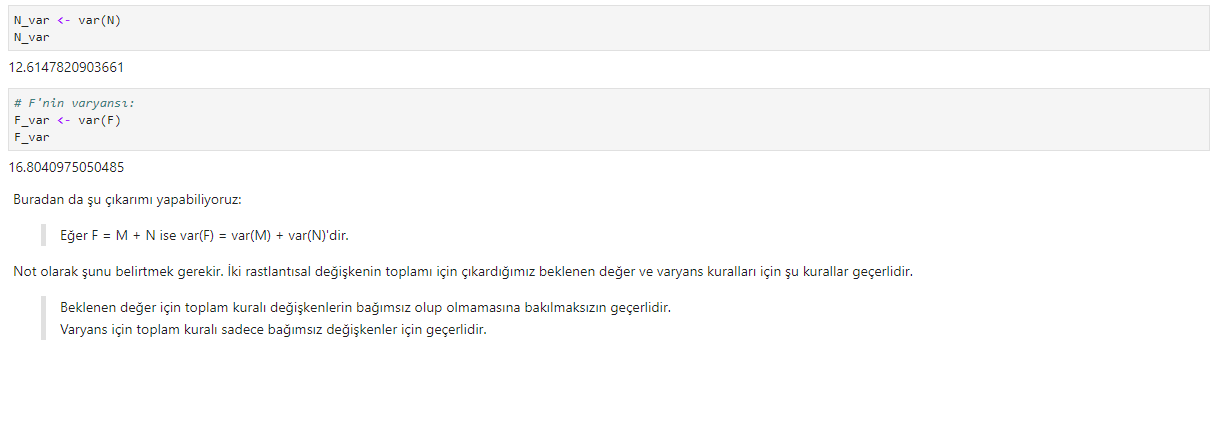 N_var <- var(N)
N_var
12.6147820903661
# F'nin varyansı:
F_var <- var(F)
F_var
16.8040975050485
Buradan da şu çıkarımı yapabiliyoruz:
Eğer F = M + N ise var(F) = var(M) + var(N)'dir.
Not olarak şunu belirtmek gerekir. İki rastlantısal değişkenin toplamı için çıkardığımız beklenen değer ve varyans kuralları için şu kurallar geçerlidir.
Beklenen değer için toplam kuralı değişkenlerin bağımsız olup olmamasına bakılmaksızın geçerlidir.
Varyans için toplam kuralı sadece bağımsız değişkenler için geçerlidir.